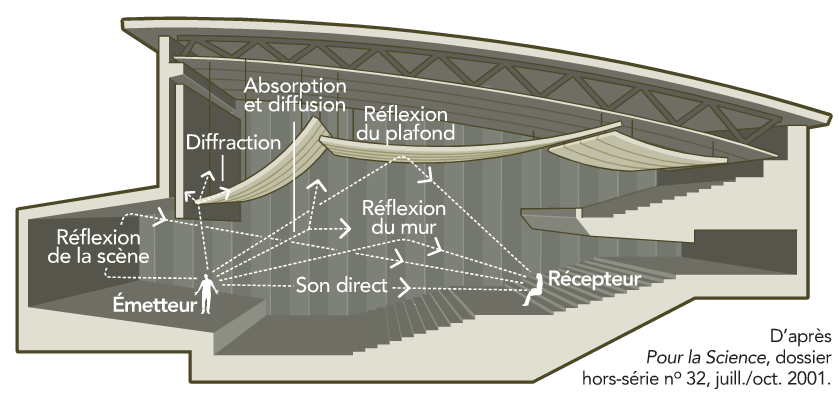 Absorption
et diffusion
Réflexion
du plafond
Diffraction
Réflexion
du mur
Réflexion
de la scène
Son direct
Émetteur
Récepteur
D'après
Pour la Science, dossier
hors-série nº 32, juill./oct. 2001.